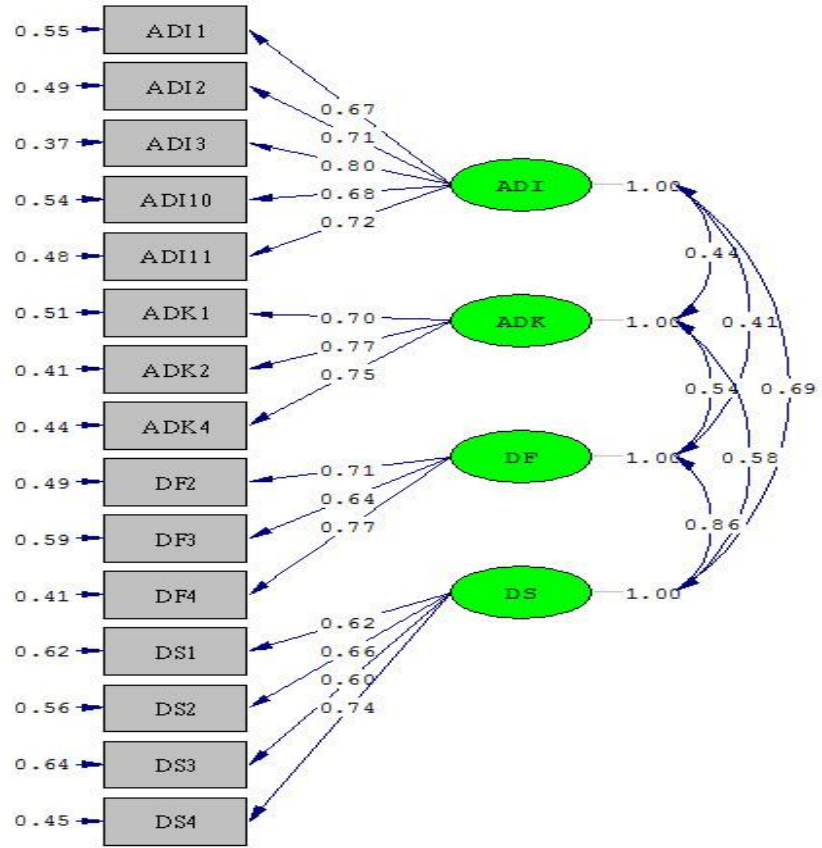 0.55 ADI1
0.49 ADI2
0.67
0.71
0.37 ADI3
0.80
ADI 1.00
0.54 ADI10
0.68
0.72
0.48 ADI11
0.44
0.51 ADK1
0.70
ADK 1.00 0.41
0.77
0.41 ADK2
0.75
0.54 0.69
0.44 ADK4
DF 1.00 0.58
0.71
0.49 DF2
0.64
0.77
0.86
0.59 DF3
0.41 DF4
DS 1.00
0.62
0.62 DS1
0.66
0.60
0.56 DS2
0.74
0.64 DS3
0.45 DS4